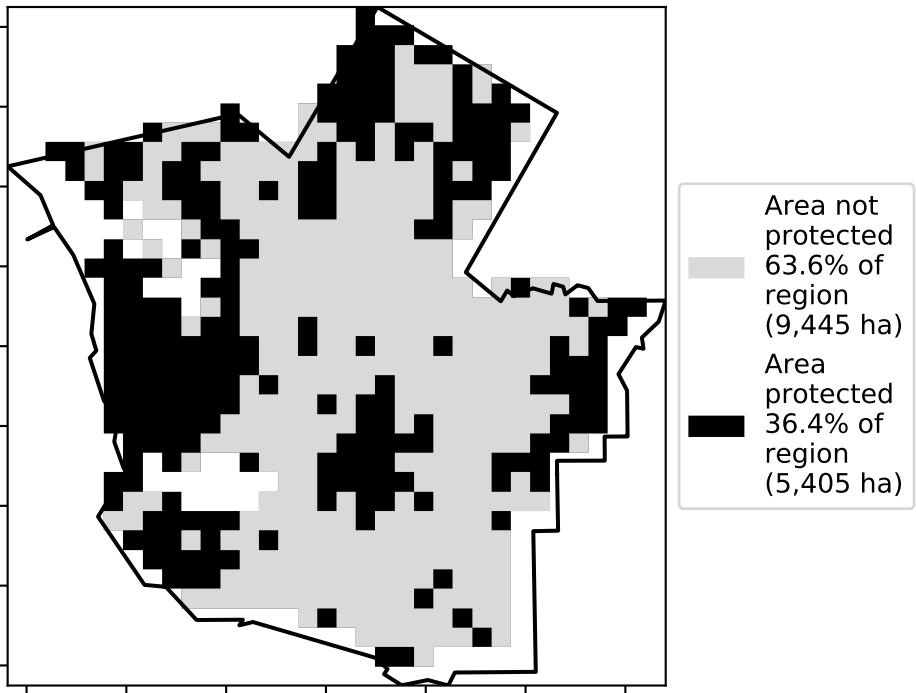 Area not
protected
63.6% of
region
(9,445 ha)
Area
protected
36.4% of
region
(5,405 ha)